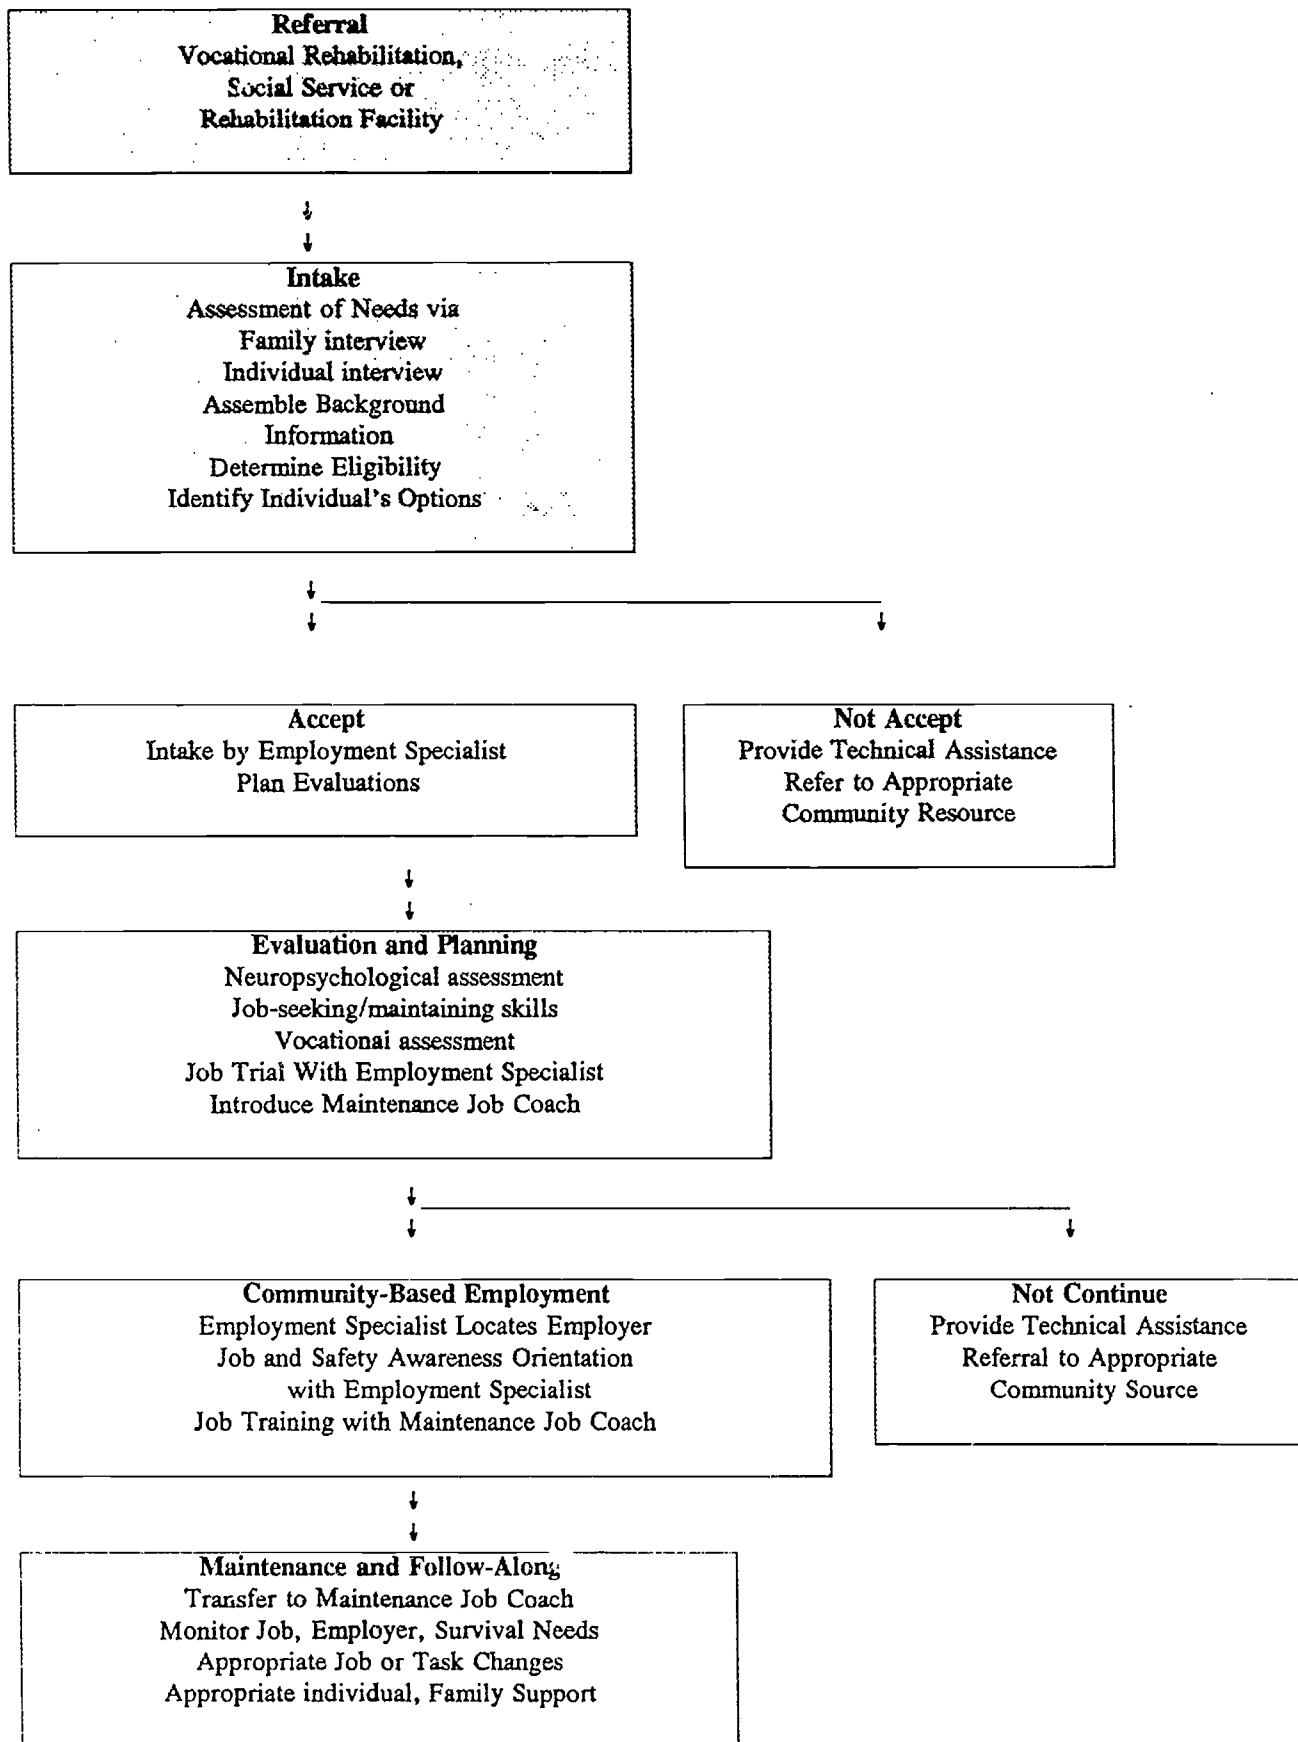 Referral
Vocational Rehabilitation,
Social Service or
Rehabilitation Facility
Intake
Assessment of Needs via
Family interview
Individual interview
Assemble Background
Information
Determine Eligibility
Identify Individual's Options
Accept
Intake by Employment Specialist
Plan Evaluations
Not Accept
Provide Technical Assistance
Refer to Appropriate
Community Resource
Evaluation and Planning
Neuropsychological assessment
Job-seeking/maintaining skills
Vocational assessment
Job Trial With Employment Specialist
Introduce Maintenance Job Coach
Community-Based Employment
Employment Specialist Locates Employer
Job and Safety Awareness Orientation
with Employment Specialist
Job Training with Maintenance Job Coach
Not Continue
Provide Technical Assistance
Referral to Appropriate
Community Source
Maintenance and Follow-Along
Transfer to Maintenance Job Coach
Monitor Job, Employer, Survival Needs
Appropriate Job or Task Changes
Appropriate individual, Family Support